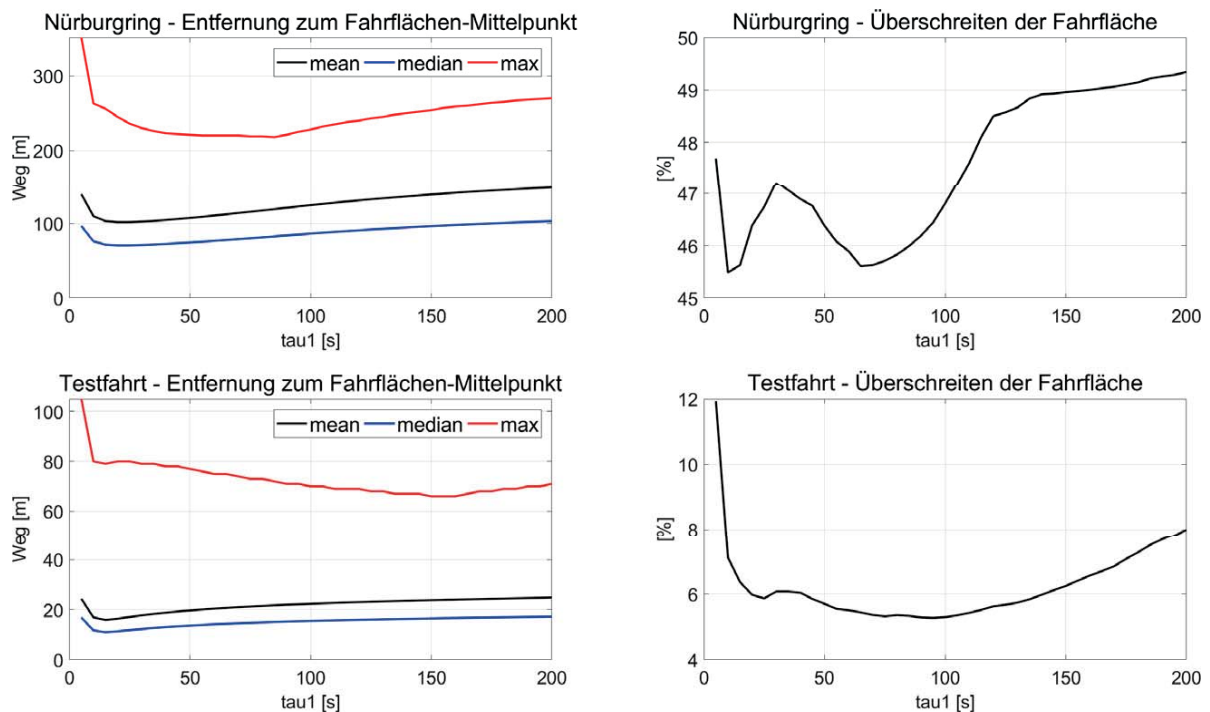 Nürburgring - Entfernung zum Fahrflächen-Mittelpunkt
mean median max
Weg [m]
300
200
100
0
0 50 100 150 200
tau1 [s]
Nürburgring - Überschreiten der Fahrfläche
[%]
50
49
48
47
46
45
0 50 100 150 200
tau1 [s]
Testfahrt - Entfernung zum Fahrflächen-Mittelpunkt
mean median max
Weg [m]
100
80
60
40
20
0
0 50 100 150 200
tau1 [s]
Testfahrt - Überschreiten der Fahrfläche
[%]
12
10
8
6
4
0 50 100 150 200
tau1 [s]